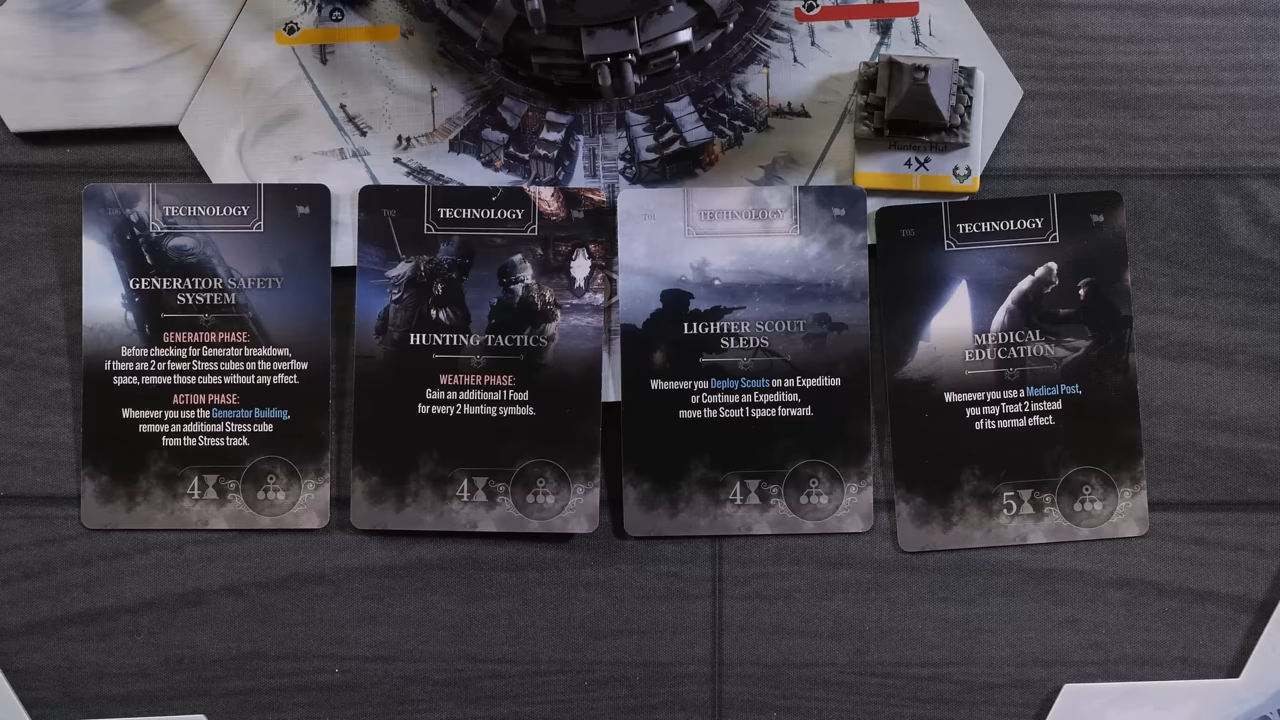 Hunters Hut
4
TECHNOLOGY
GENERATOR SAFETY
SYSTEM
GENERATOR PHASE:
Before checking for Generator breakdown,
if there are 2 or fewer Stress cubes on the overflow
space, remove those cubes without any effect.
ACTION PHASE:
Whenever you use the Generator Building,
remove an additional Stress cube
from the Stress track.
4
T02
TECHNOLOGY
HUNTING TACTICS
WEATHER PHASE:
Gain an additional 1 Food
for every 2 Hunting symbols.
4
T01
TECHNOLOGY
LIGHTER SCOUT
SLEDS
Whenever you Deploy Scouts on an Expedition
or Continue an Expedition,
move the Scout 1 space forward.
4
T05
TECHNOLOGY
MEDICAL
EDUCATION
Whenever you use a Medical Post,
you may Treat 2 instead
of its normal effect.
5